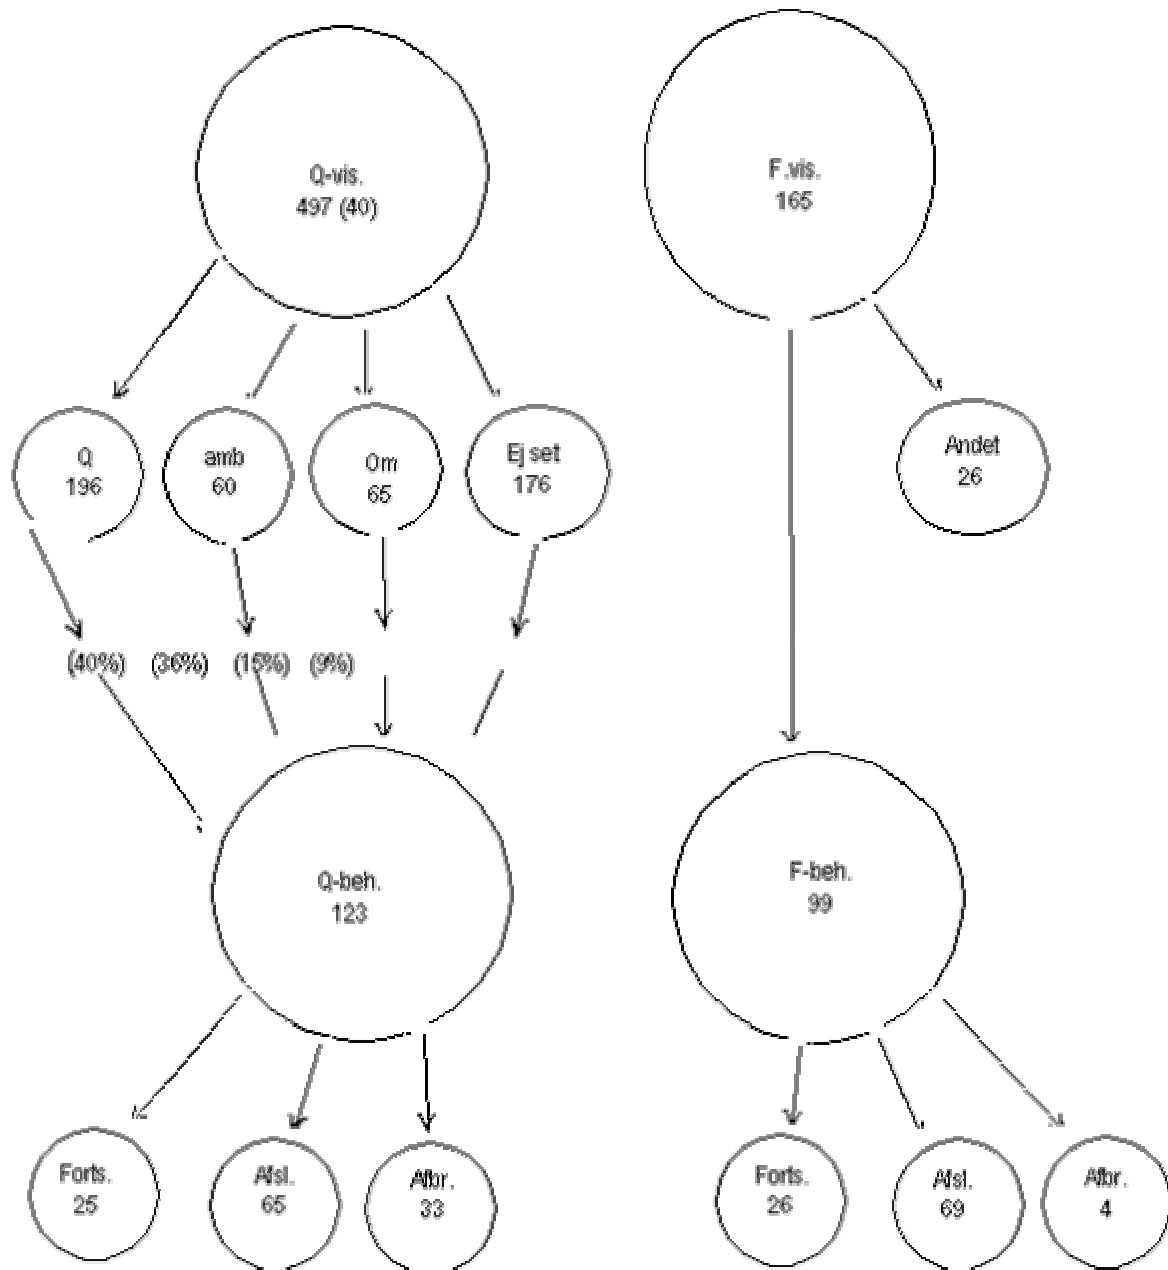 Q-vis.
497 (40)
F.vis.
165
Q
196
amb
60
Om
65
Ej set
176
Andet
26
(40%) (36%) (15%) (9%)
Q-beh.
123
F-beh.
99
Forts.
25
Afsl.
65
Afbr.
33
Forts.
26
Afsl.
69
Afbr.
4